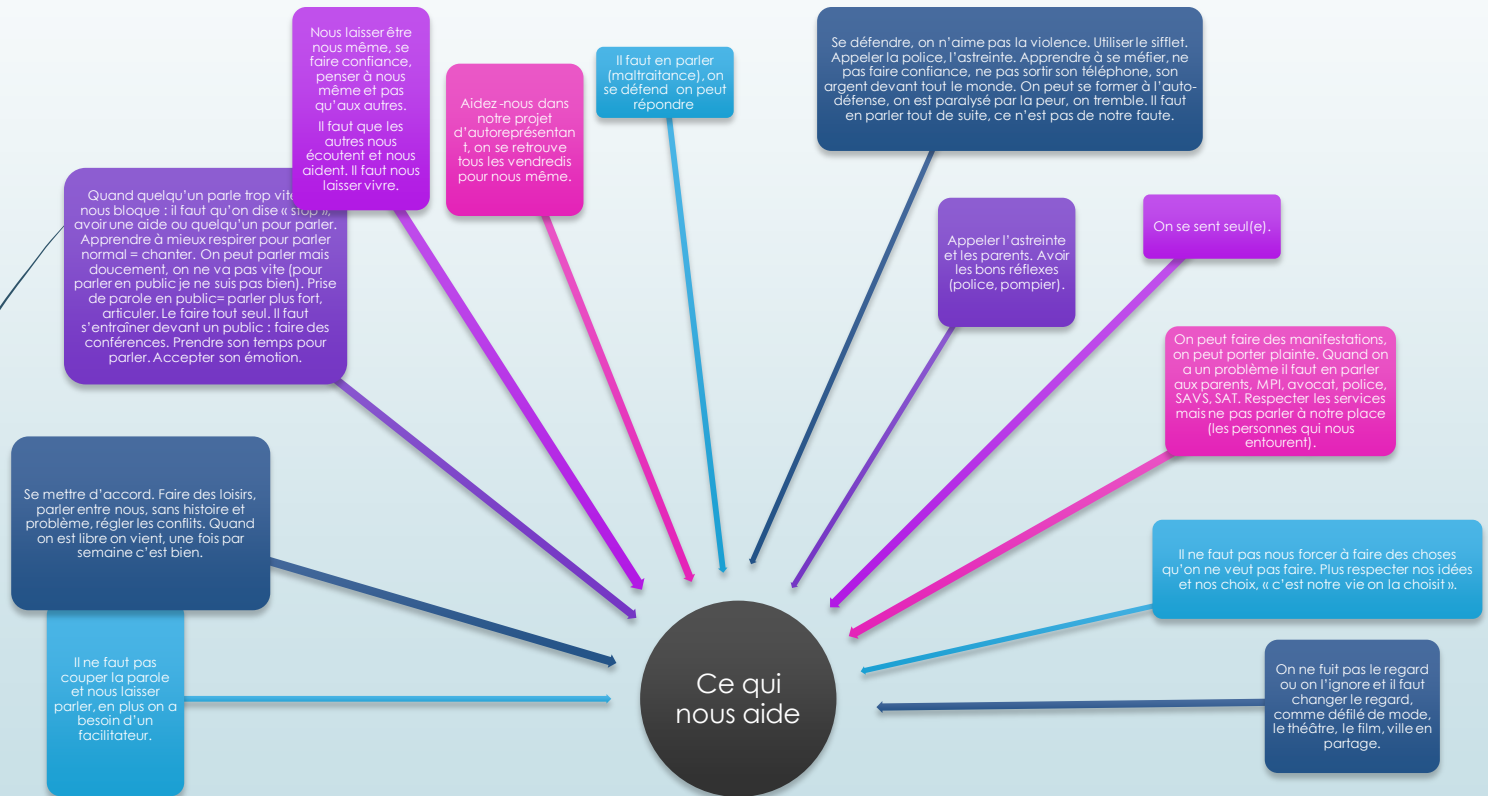 Nous laisser être
nous même, se
faire confiance,
penser à nous
même et pas
qu'aux autres.
Il faut que les
autres nous
écoutent et nous
aident. Il faut nous
laisser vivre.
Aidez-nous dans
notre projet
d'autoreprésentan
t, on se retrouve
tous les vendredis
pour nous même.
Il faut en parler
(maltraitance), on
se défend on peut
répondre
Se défendre, on n'aime pas la violence. Utiliser le sifflet.
Appeler la police, l'astreinte. Apprendre à se méfier, ne
pas faire confiance, ne pas sortir son téléphone, son
argent devant tout le monde. On peut se former à l'auto-
défense, on est paralysé par la peur, on tremble. Il faut
en parler tout de suite, ce n'est pas de notre faute.
Quand quelqu'un parle trop vite
nous bloque : il faut qu'on dise « stop »,
avoir une aide ou quelqu'un pour parler.
Apprendre à mieux respirer pour parler
normal = chanter. On peut parler mais
doucement, on ne va pas vite (pour
parler en public je ne suis pas bien). Prise
de parole en public= parler plus fort,
articuler. Le faire tout seul. Il faut
s'entraîner devant un public : faire des
conférences. Prendre son temps pour
parler. Accepter son émotion.
Appeler l'astreinte
et les parents. Avoir
les bons réflexes
(police, pompier).
On se sent seul(e).
On peut faire des manifestations,
on peut porter plainte. Quand on
a un problème il faut en parler
aux parents, MPI, avocat, police,
SAVS, SAT. Respecter les services
mais ne pas parler à notre place
(les personnes qui nous
entourent).
Se mettre d'accord. Faire des loisirs,
parler entre nous, sans histoire et
problème, régler les conflits. Quand
on est libre on vient, une fois par
semaine c'est bien.
Il ne faut pas nous forcer à faire des choses
qu'on ne veut pas faire. Plus respecter nos idées
et nos choix, « c'est notre vie on la choisit ».
Il ne faut pas
couper la parole
et nous laisser
parler, en plus on a
besoin d'un
facilitateur.
Ce qui
nous aide
On ne fuit pas le regard
ou on l'ignore et il faut
changer le regard,
comme défilé de mode,
le théâtre, le film, ville en
partage.